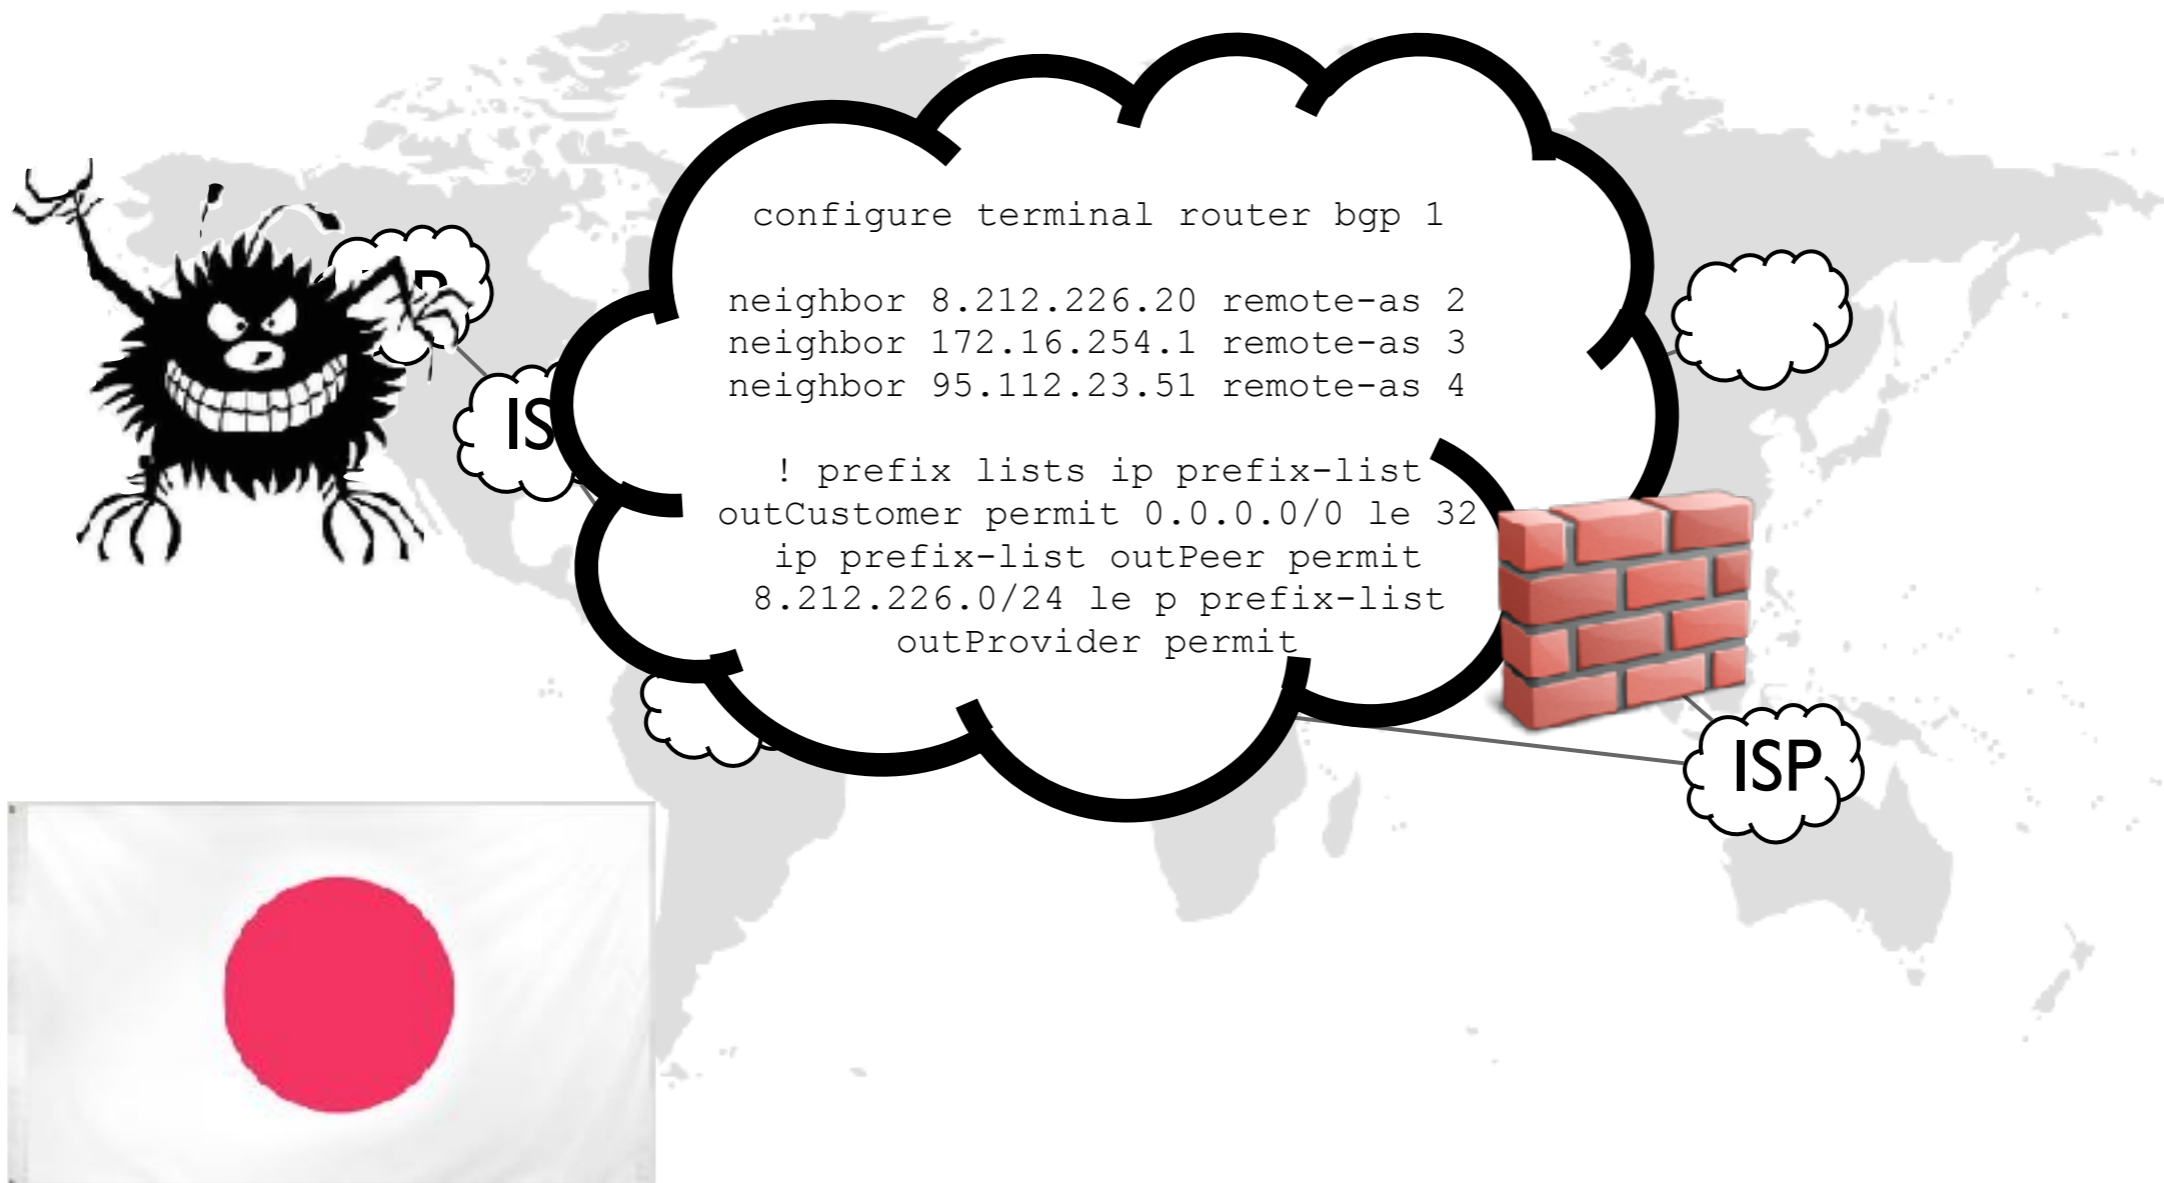 configure terminal router bgp 1
neighbor 8.212.226.20 remote-as 2
neighbor 172.16.254.1 remote-as 3
neighbor 95.112.23.51 remote-as 4
! prefix lists ip prefix-list
outCustomer permit 0.0.0.0/0 le 32
ip prefix-list outPeer permit
8.212.226.0/24 le p prefix-list
outProvider permit
IS
ISP